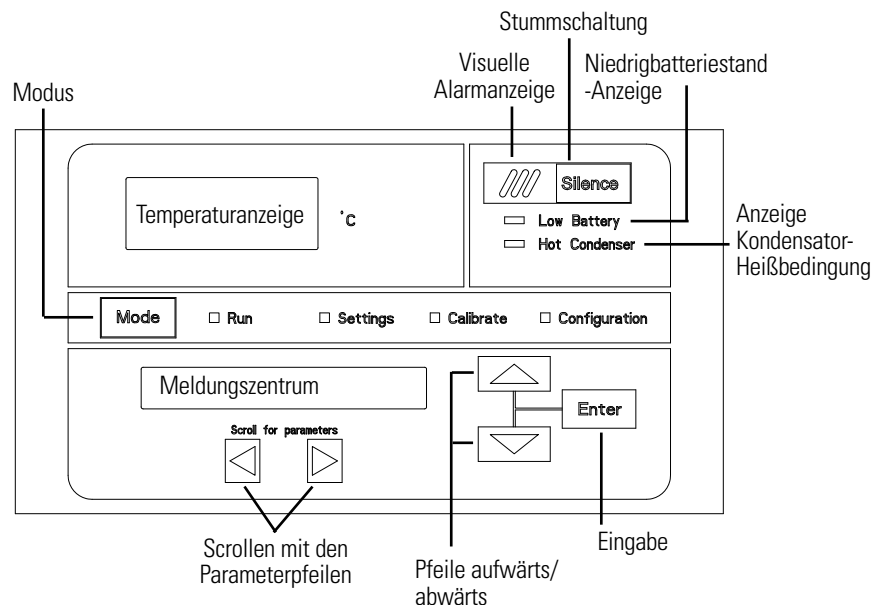 Stummschaltung
Visuelle
Alarmanzeige
Niedrigbatteriestand
-Anzeige
Modus
Silence
Temperaturanzeige
°C
Low Battery
Hot Condenser
Anzeige
Kondensator-
Heißbedingung
Mode
Run
Settings
Calibrate
Configuration
Meldungszentrum
Enter
Scroll for parameters
Scrollen mit den
Parameterpfeilen
Pfeile aufwärts/
abwärts
Eingabe